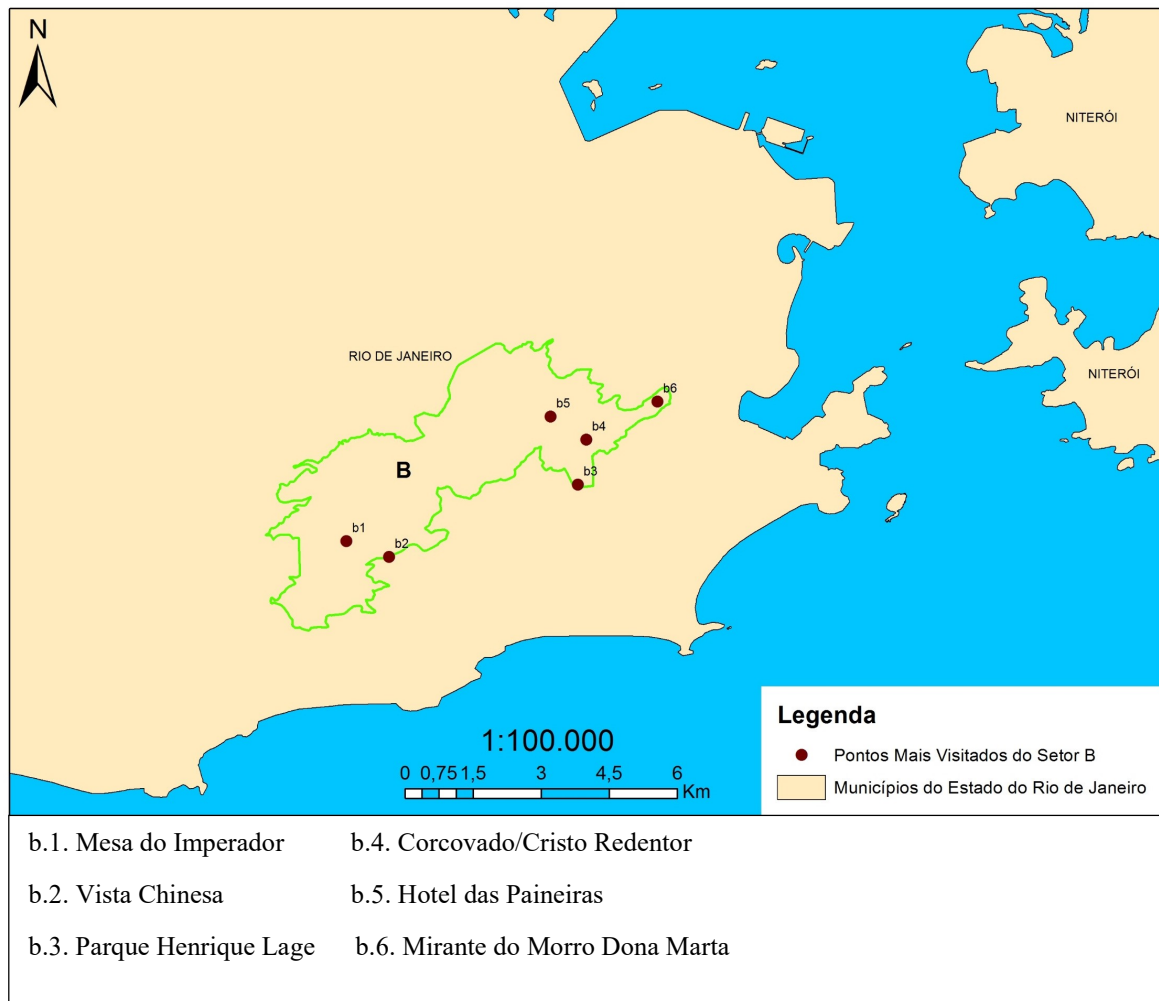 N
NITERÓI
RIO DE JANEIRO
NITERÓI
b6
b5
b4
B
b3
b1
b2
1:100.000
0 0,75 1,5 3 4,5 6
Km
Legenda
Pontos Mais Visitados do Setor B
Municípios do Estado do Rio de Janeiro
b.1. Mesa do Imperador b.4. Corcovado/Cristo Redentor
b.2. Vista Chinesa b.5. Hotel das Paineiras
b.3. Parque Henrique Lage b.6. Mirante do Morro Dona Marta